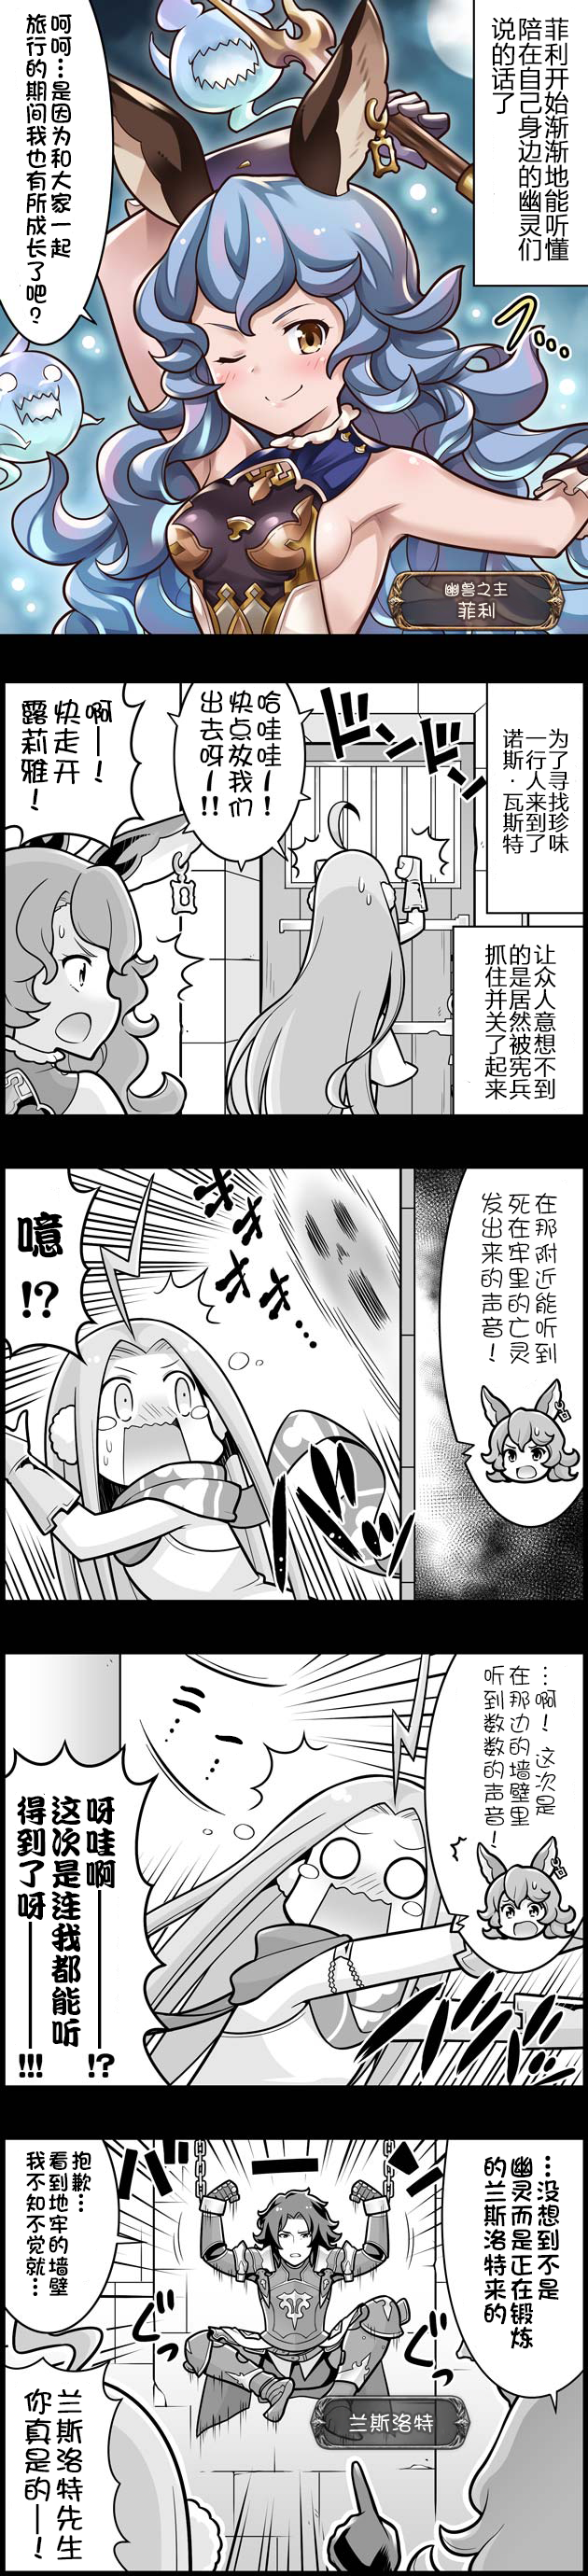 菲利开始渐渐地能听懂
陪在自己身边的幽灵们
说的话了
呵呵…是因为和大家一起
旅行的期间我也有所成长了吧？
フ…。
幽兽之主
菲利
为了寻找珍味
一行人来到了
诺斯·瓦斯特
ドンドン
哈哇哇—！
快点放我们
出去呀—!!
啊—！
快走开
露莉雅！
让众人意想不到
的是居然被宪兵
抓住并关了起来
在那附近能听到
死在牢里的亡灵
发出来的声音！
オオオ…
噫
!?
…啊！这次是
在那边的墙壁里
听到数数的声音！
呀哇啊————!?
这次是注我都能听
得到了呀————!!!
…没想到不是
幽灵而是正在锻炼
的兰斯洛特来的
抱歉…
看到地牢的墙壁
我不知不觉就…
ぐっ
ぐっ
兰斯洛特
兰斯洛特先生
你真是的—！